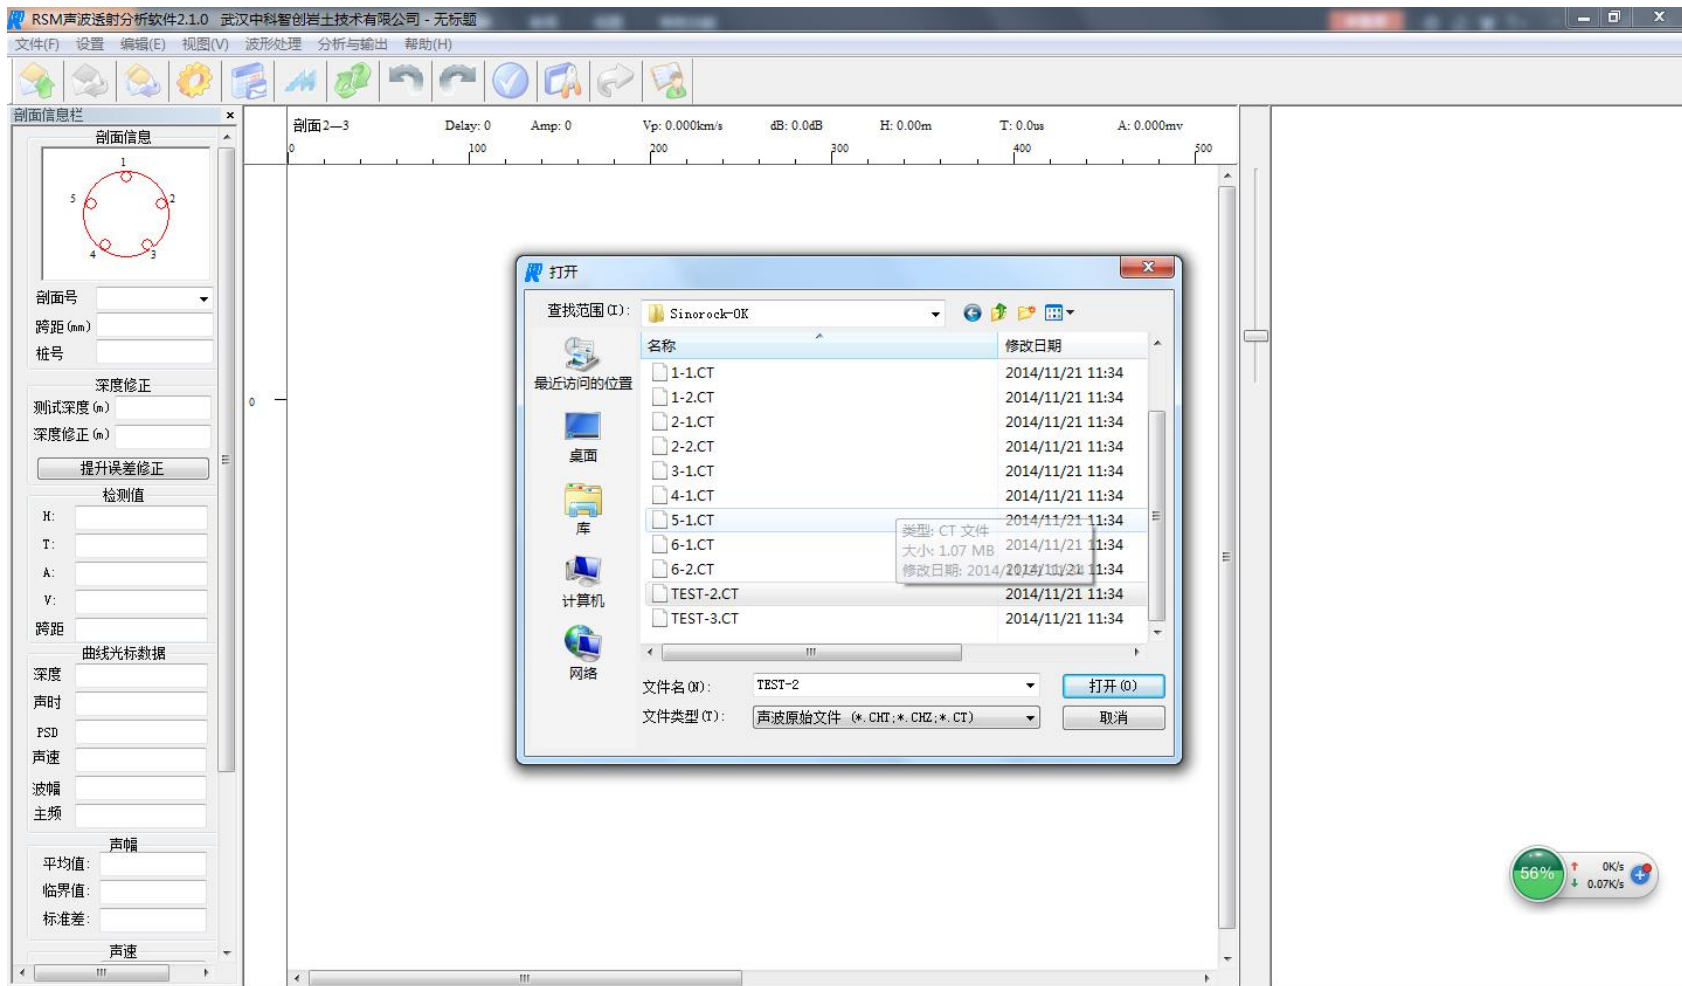 RSM声波透射分析软件2.1.0 武汉中科智创岩土技术有限公司 - 无标题
文件(F) 设置 编辑(E) 视图(V) 波形处理 分析与输出 帮助(H)
剖面信息栏
剖面信息
1
2
3
4
5
剖面号
跨距(mm)
桩号
深度修正
测试深度(m)
深度修正(m)
提升误差修正
检测值
H:
T:
A:
V:
跨距
曲线光标数据
深度
声时
PSD
声速
波幅
主频
声幅
平均值:
临界值:
标准差:
声速
剖面2—3 Delay: 0 Amp: 0 Vp: 0.000km/s dB: 0.0dB H: 0.00m T: 0.0us A: 0.000mv
0 100 200 300 400 500
0
打开
查找范围(I): Sinorock-OK
最近访问的位置
桌面
库
计算机
网络
名称 修改日期
1-1.CT 2014/11/21 11:34
1-2.CT 2014/11/21 11:34
2-1.CT 2014/11/21 11:34
2-2.CT 2014/11/21 11:34
3-1.CT 2014/11/21 11:34
4-1.CT 2014/11/21 11:34
5-1.CT 2014/11/21 11:34
6-1.CT 2014/11/21 11:34
6-2.CT 2014/11/21 11:34
TEST-2.CT 2014/11/21 11:34
TEST-3.CT 2014/11/21 11:34
类型: CT 文件
大小: 1.07 MB
修改日期: 2014/
文件名(N): TEST-2 打开(O)
文件类型(T): 声波原始文件 (*.CHT;*.CHZ;*.CT) 取消
56% 0K/s
0.07K/s